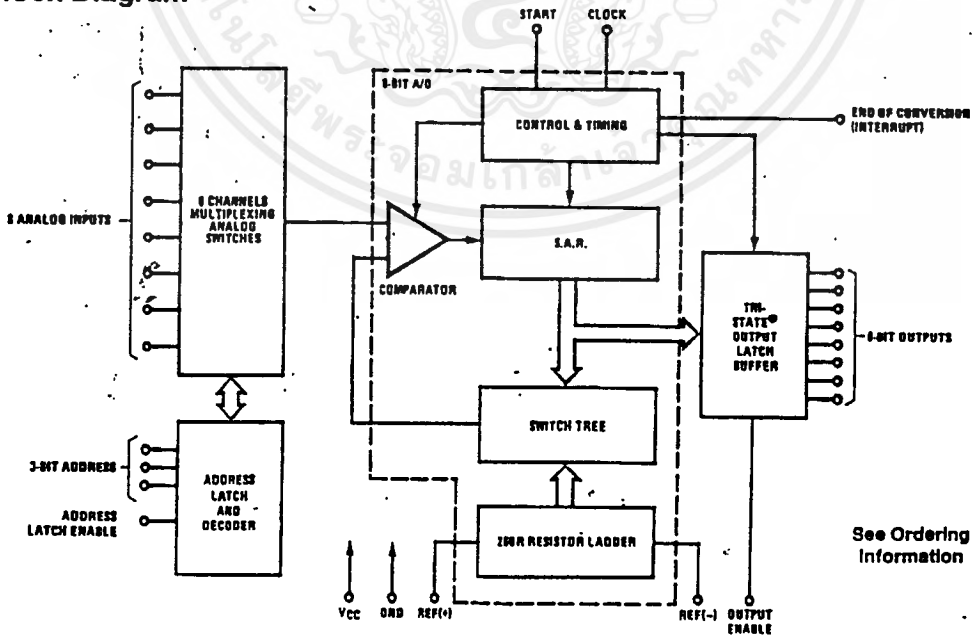 Block Diagram
START
CLOCK
8-BIT A/D
CONTROL & TIMING
END OF CONVERSION
(INTERRUPT)
8 ANALOG INPUTS
8 CHANNELS
MULTIPLEXING
ANALOG
SWITCHES
S.A.R.
COMPARATOR
TRI-
STATE®
OUTPUT
LATCH
BUFFER
8-BIT OUTPUTS
SWITCH TREE
3-BIT ADDRESS
ADDRESS
LATCH
AND
DECODER
ADDRESS
LATCH ENABLE
256R RESISTOR LADDER
See Ordering
Information
VCC
GND
REF(+)
REF(−)
OUTPUT
ENABLE